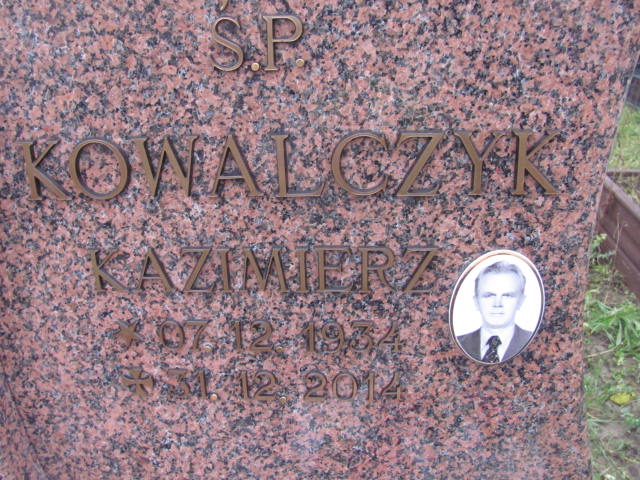 Ś.P.
KOWALCZYK
KAZIMIERZ
* 07. 12. 1934
✠ 31. 12. 2014